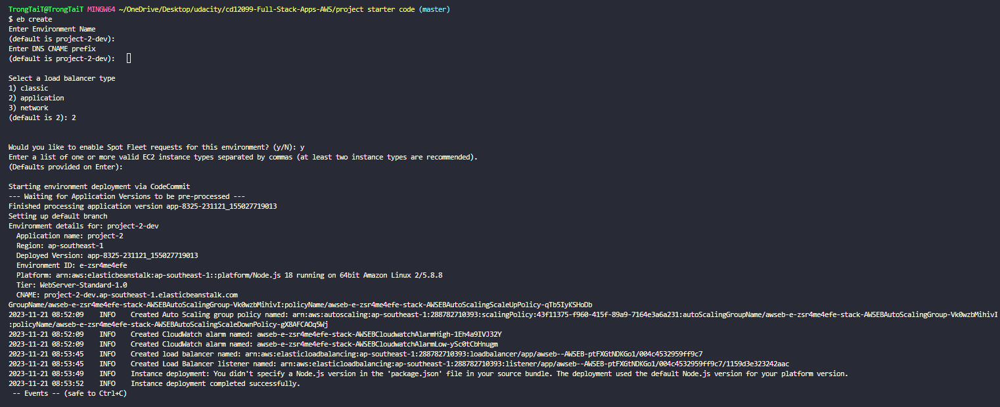 TrongTaiT@TrongTaiT MINGW64 ~/OneDrive/Desktop/udacity/cd12099-Full-Stack-Apps-AWS/project starter code (master)
$ eb create
Enter Environment Name
(default is project-2-dev):
Enter DNS CNAME prefix
(default is project-2-dev):
Select a load balancer type
1) classic
2) application
3) network
(default is 2): 2
Would you like to enable Spot Fleet requests for this environment? (y/N): y
Enter a list of one or more valid EC2 instance types separated by commas (at least two instance types are recommended).
(Defaults provided on Enter):
Starting environment deployment via CodeCommit
--- Waiting for Application Versions to be pre-processed ---
Finished processing application version app-8325-231121_155027719013
Setting up default branch
Environment details for: project-2-dev
  Application name: project-2
  Region: ap-southeast-1
  Deployed Version: app-8325-231121_155027719013
  Environment ID: e-zsr4me4efe
  Platform: arn:aws:elasticbeanstalk:ap-southeast-1::platform/Node.js 18 running on 64bit Amazon Linux 2/5.8.8
  Tier: WebServer-Standard-1.0
  CNAME: project-2-dev.ap-southeast-1.elasticbeanstalk.com
GroupName/awseb-e-zsr4me4efe-stack-AWSEBAutoScalingGroup-Vk0wzbMihivI:policyName/awseb-e-zsr4me4efe-stack-AWSEBAutoScalingScaleUpPolicy-qTb5IyKSHoDb
2023-11-21 08:52:09    INFO    Created Auto Scaling group policy named: arn:aws:autoscaling:ap-southeast-1:288782710393:scalingPolicy:43f11375-f960-415f-89a9-7164e3a6a231:autoScalingGroupName/awseb-e-zsr4me4efe-stack-AWSEBAutoScalingGroup-Vk0wzbMihivI
:policyName/awseb-e-zsr4me4efe-stack-AWSEBAutoScalingScaleDownPolicy-gX8AFCAOq5Wj
2023-11-21 08:52:09    INFO    Created CloudWatch alarm named: awseb-e-zsr4me4efe-stack-AWSEBCloudwatchAlarmHigh-1Eh4a9IVJ32Y
2023-11-21 08:52:09    INFO    Created CloudWatch alarm named: awseb-e-zsr4me4efe-stack-AWSEBCloudwatchAlarmLow-ySc0tCbHnugm
2023-11-21 08:53:45    INFO    Created load balancer named: arn:aws:elasticloadbalancing:ap-southeast-1:288782710393:loadbalancer/app/awseb--AWSEB-ptFXGtNDKGo1/004c4532959ff9c7
2023-11-21 08:53:45    INFO    Created Load Balancer listener named: arn:aws:elasticloadbalancing:ap-southeast-1:288782710393:listener/app/awseb--AWSEB-ptFXGtNDKGo1/004c4532959ff9c7/1159d3e323242aac
2023-11-21 08:53:49    INFO    Instance deployment: You didn't specify a Node.js version in the 'package.json' file in your source bundle. The deployment used the default Node.js version for your platform version.
2023-11-21 08:53:52    INFO    Instance deployment completed successfully.
 -- Events -- (safe to Ctrl+C)